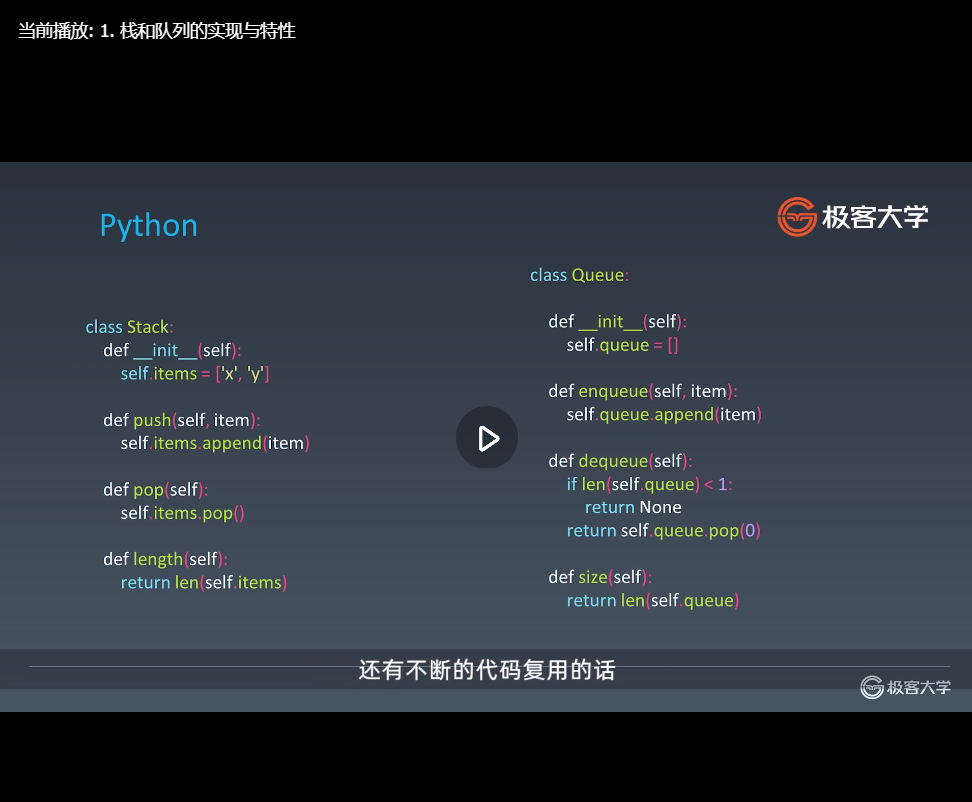 当前播放: 1. 栈和队列的实现与特性
Python
极客大学
class Stack:
def __init__(self):
self.items = ['x', 'y']
def push(self, item):
self.items.append(item)
def pop(self):
self.items.pop()
def length(self):
return len(self.items)
class Queue:
def __init__(self):
self.queue = []
def enqueue(self, item):
self.queue.append(item)
def dequeue(self):
if len(self.queue) < 1:
return None
return self.queue.pop(0)
def size(self):
return len(self.queue)
还有不断的代码复用的话
极客大学